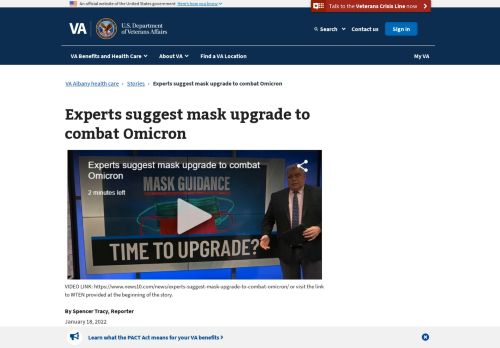 An official website of the United States government Here's how you know
Talk to the Veterans Crisis Line now
VA
U.S. Department
of Veterans Affairs
Search
Contact us
Sign in
VA Benefits and Health Care
About VA
Find a VA Location
My VA
VA Albany health care › Stories › Experts suggest mask upgrade to combat Omicron
Experts suggest mask upgrade to
combat Omicron
Experts suggest mask upgrade to combat
Omicron
2 minutes left
MASK GUIDANCE
TIME TO UPGRADE?
VIDEO LINK: https://www.news10.com/news/experts-suggest-mask-upgrade-to-combat-omicron/ or visit the link
to WTEN provided at the beginning of the story.
By Spencer Tracy, Reporter
January 18, 2022
Learn what the PACT Act means for your VA benefits